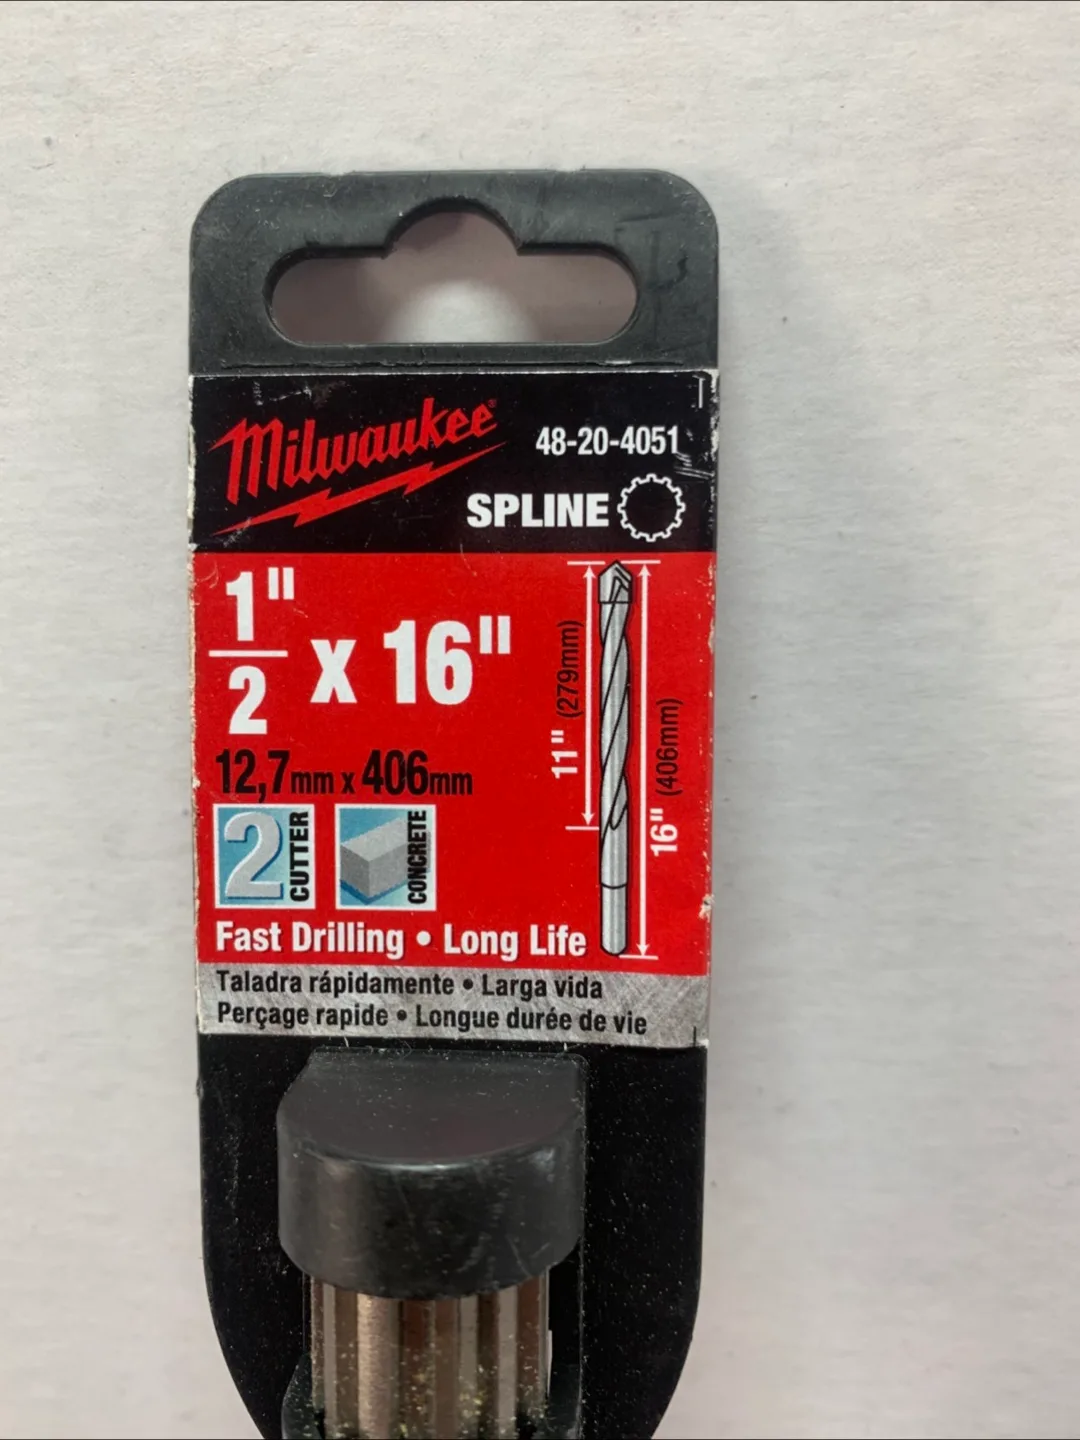 Milwaukee®
48-20-4051
SPLINE
1"
2
x 16"
12,7mm x 406mm
2 CUTTER
CONCRETE
11" (279mm)
16" (406mm)
Fast Drilling • Long Life
Taladra rápidamente • Larga vida
Perçage rapide • Longue durée de vie